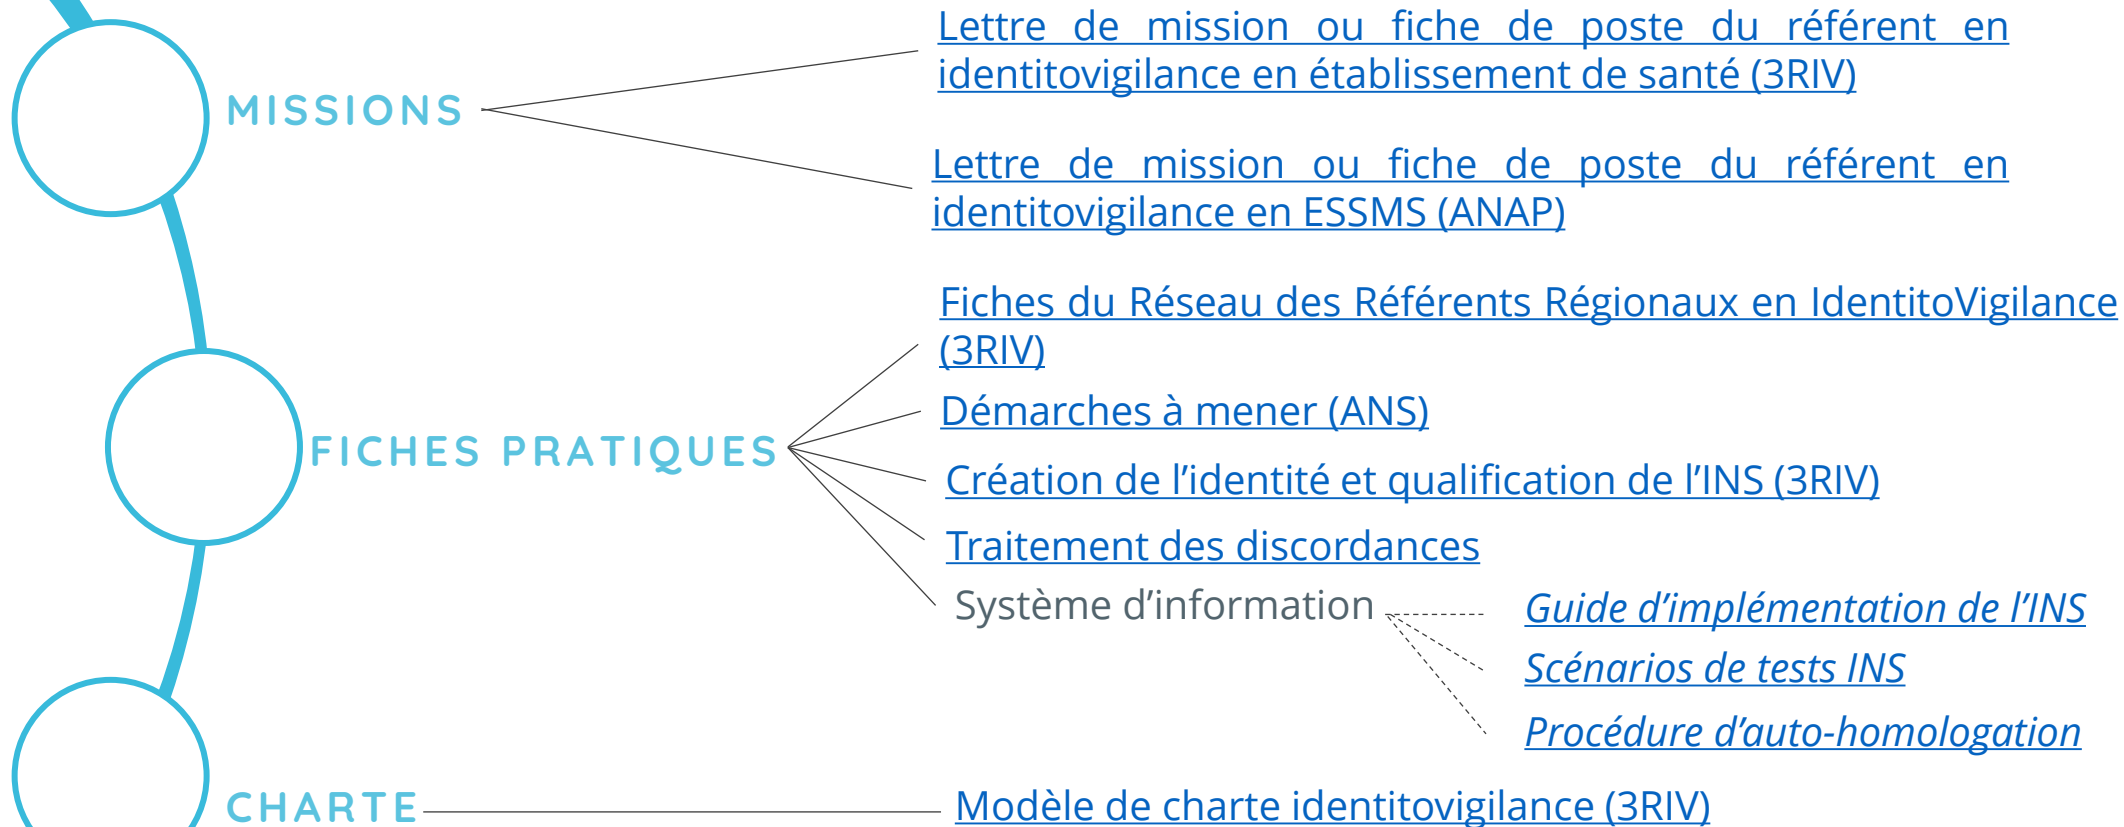 MISSIONS
Lettre de mission ou fiche de poste du référent en
identitovigilance en établissement de santé (3RIV)
Lettre de mission ou fiche de poste du référent en
identitovigilance en ESSMS (ANAP)
FICHES PRATIQUES
Fiches du Réseau des Référents Régionaux en IdentitoVigilance
(3RIV)
Démarches à mener (ANS)
Création de l’identité et qualification de l’INS (3RIV)
Traitement des discordances
Système d’information
Guide d’implémentation de l’INS
Scénarios de tests INS
Procédure d’auto-homologation
CHARTE
Modèle de charte identitovigilance (3RIV)